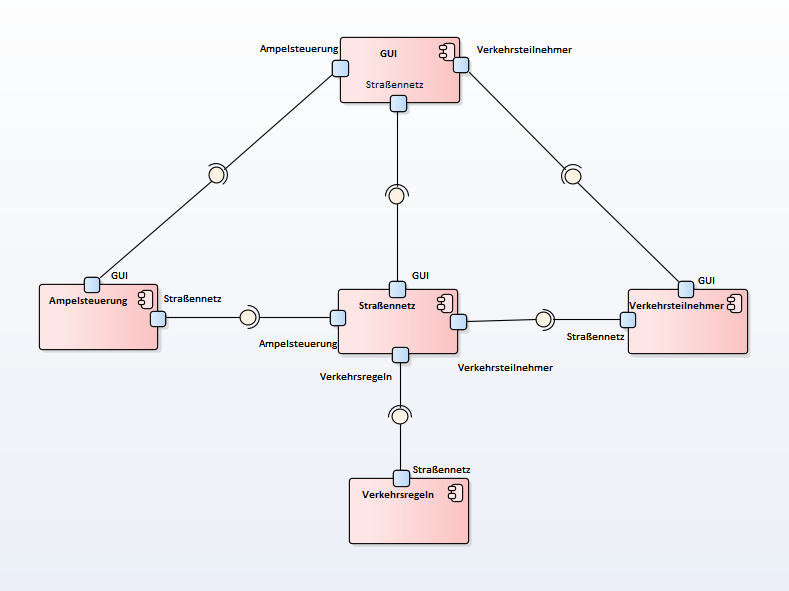 Ampelsteuerung
GUI
Verkehrsteilnehmer
Straßennetz
GUI
Ampelsteuerung
Straßennetz
GUI
Straßennetz
Ampelsteuerung
Verkehrsregeln
Verkehrsteilnehmer
GUI
Verkehrsteilnehmer
Straßennetz
Straßennetz
Verkehrsregeln